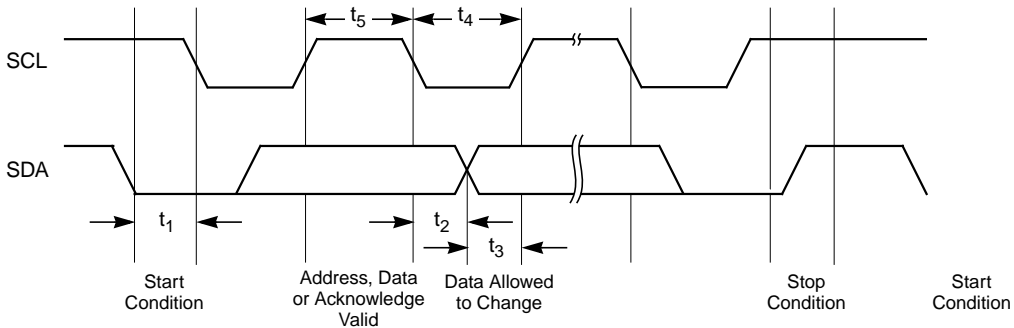 t5
t4
SCL
SDA
t1
t2
t3
Start
Condition
Address, Data
or Acknowledge
Valid
Data Allowed
to Change
Stop
Condition
Start
Condition